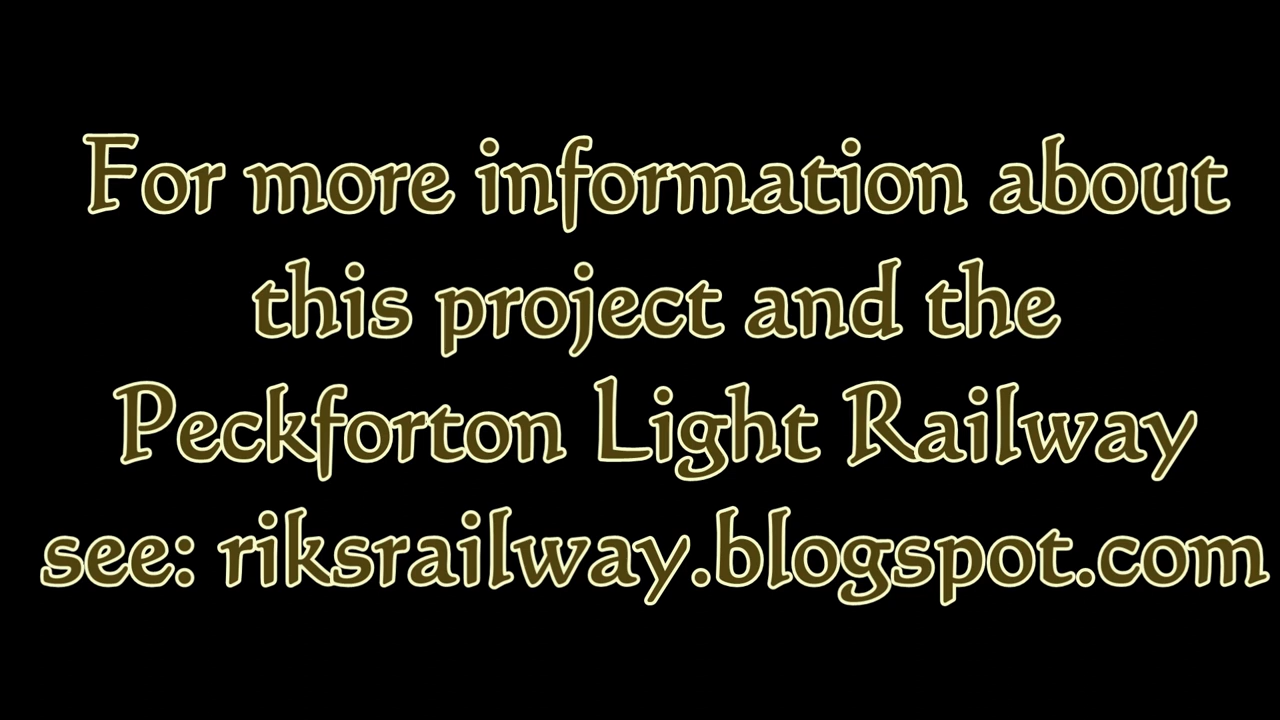 For more information about
this project and the
Peckforton Light Railway
see: riksrailway.blogspot.com